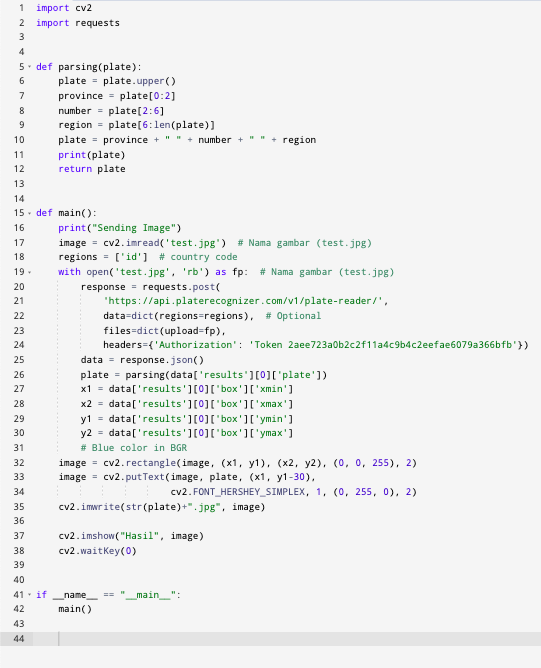 1 import cv2
2 import requests
3
4
5 def parsing(plate):
6     plate = plate.upper()
7     province = plate[0:2]
8     number = plate[2:6]
9     region = plate[6:len(plate)]
10     plate = province + " " + number + " " + region
11     print(plate)
12     return plate
13
14
15 def main():
16     print("Sending Image")
17     image = cv2.imread('test.jpg')  # Nama gambar (test.jpg)
18     regions = ['id']  # country code
19     with open('test.jpg', 'rb') as fp:  # Nama gambar (test.jpg)
20         response = requests.post(
21             'https://api.platerecognizer.com/v1/plate-reader/',
22             data=dict(regions=regions),  # Optional
23             files=dict(upload=fp),
24             headers={'Authorization': 'Token 2aee723a0b2c2f11a4c9b4c2eefae6079a366bfb'})
25         data = response.json()
26         plate = parsing(data['results'][0]['plate'])
27         x1 = data['results'][0]['box']['xmin']
28         x2 = data['results'][0]['box']['xmax']
29         y1 = data['results'][0]['box']['ymin']
30         y2 = data['results'][0]['box']['ymax']
31         # Blue color in BGR
32     image = cv2.rectangle(image, (x1, y1), (x2, y2), (0, 0, 255), 2)
33     image = cv2.putText(image, plate, (x1, y1-30),
34                         cv2.FONT_HERSHEY_SIMPLEX, 1, (0, 255, 0), 2)
35     cv2.imwrite(str(plate)+".jpg", image)
36
37     cv2.imshow("Hasil", image)
38     cv2.waitKey(0)
39
40
41 if __name__ == "__main__":
42     main()
43
44